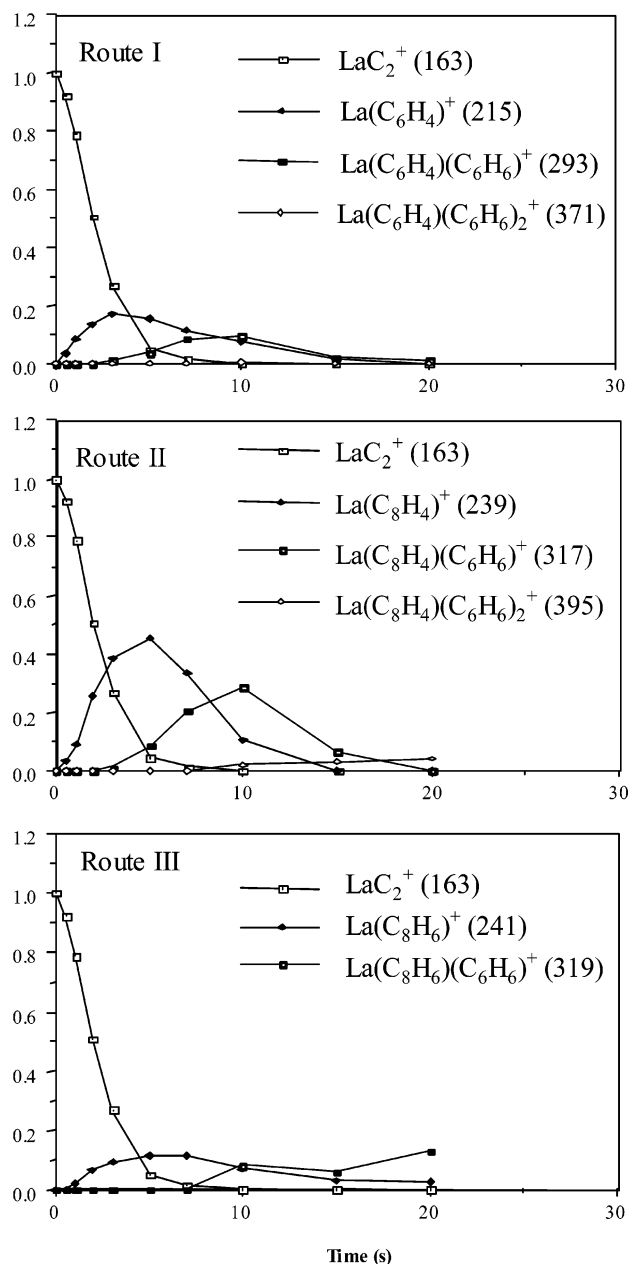 1.2
Route I
LaC₂⁺ (163)
1.0
La(C₆H₄)⁺ (215)
0.8
La(C₆H₄)(C₆H₆)⁺ (293)
0.6
La(C₆H₄)(C₆H₆)₂⁺ (371)
0.4
0.2
0.0
0 10 20 30
1.2
Route II
LaC₂⁺ (163)
1.0
La(C₈H₄)⁺ (239)
0.8
La(C₈H₄)(C₆H₆)⁺ (317)
0.6
La(C₈H₄)(C₆H₆)₂⁺ (395)
0.4
0.2
0.0
0 10 20 30
1.2
Route III
LaC₂⁺ (163)
1.0
La(C₈H₆)⁺ (241)
0.8
La(C₈H₆)(C₆H₆)⁺ (319)
0.6
0.4
0.2
0.0
0 10 20 30
Time (s)